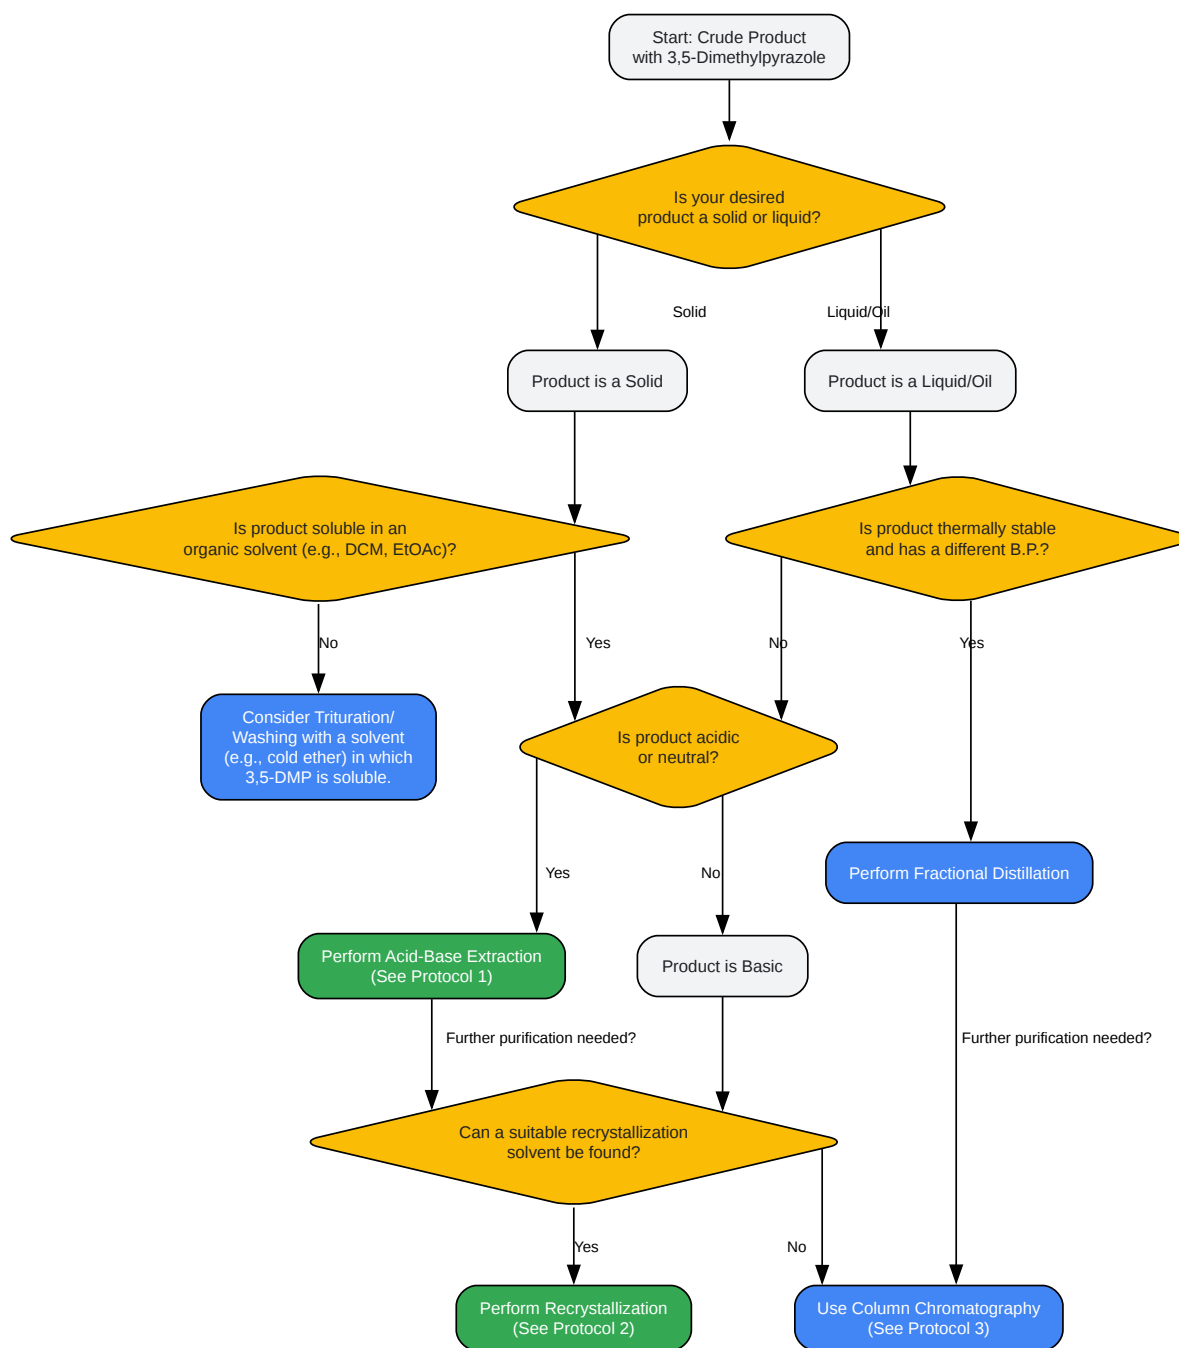 Start: Crude Product
with 3,5-Dimethylpyrazole
Is your desired
product a solid or liquid?
Solid
Liquid/Oil
Product is a Solid
Product is a Liquid/Oil
Is product soluble in an
organic solvent (e.g., DCM, EtOAc)?
Is product thermally stable
and has a different B.P.?
No
Yes
No
Yes
Consider Trituration/
Washing with a solvent
(e.g., cold ether) in which
3,5-DMP is soluble.
Is product acidic
or neutral?
Yes
No
Perform Fractional Distillation
Perform Acid-Base Extraction
(See Protocol 1)
Product is Basic
Further purification needed?
Further purification needed?
Can a suitable recrystallization
solvent be found?
Yes
No
Perform Recrystallization
(See Protocol 2)
Use Column Chromatography
(See Protocol 3)